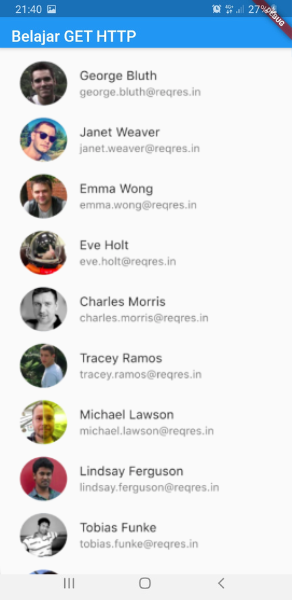 21:40
27%
DEBUG
Belajar GET HTTP
George Bluth
george.bluth@reqres.in
Janet Weaver
janet.weaver@reqres.in
Emma Wong
emma.wong@reqres.in
Eve Holt
eve.holt@reqres.in
Charles Morris
charles.morris@reqres.in
Tracey Ramos
tracey.ramos@reqres.in
Michael Lawson
michael.lawson@reqres.in
Lindsay Ferguson
lindsay.ferguson@reqres.in
Tobias Funke
tobias.funke@reqres.in